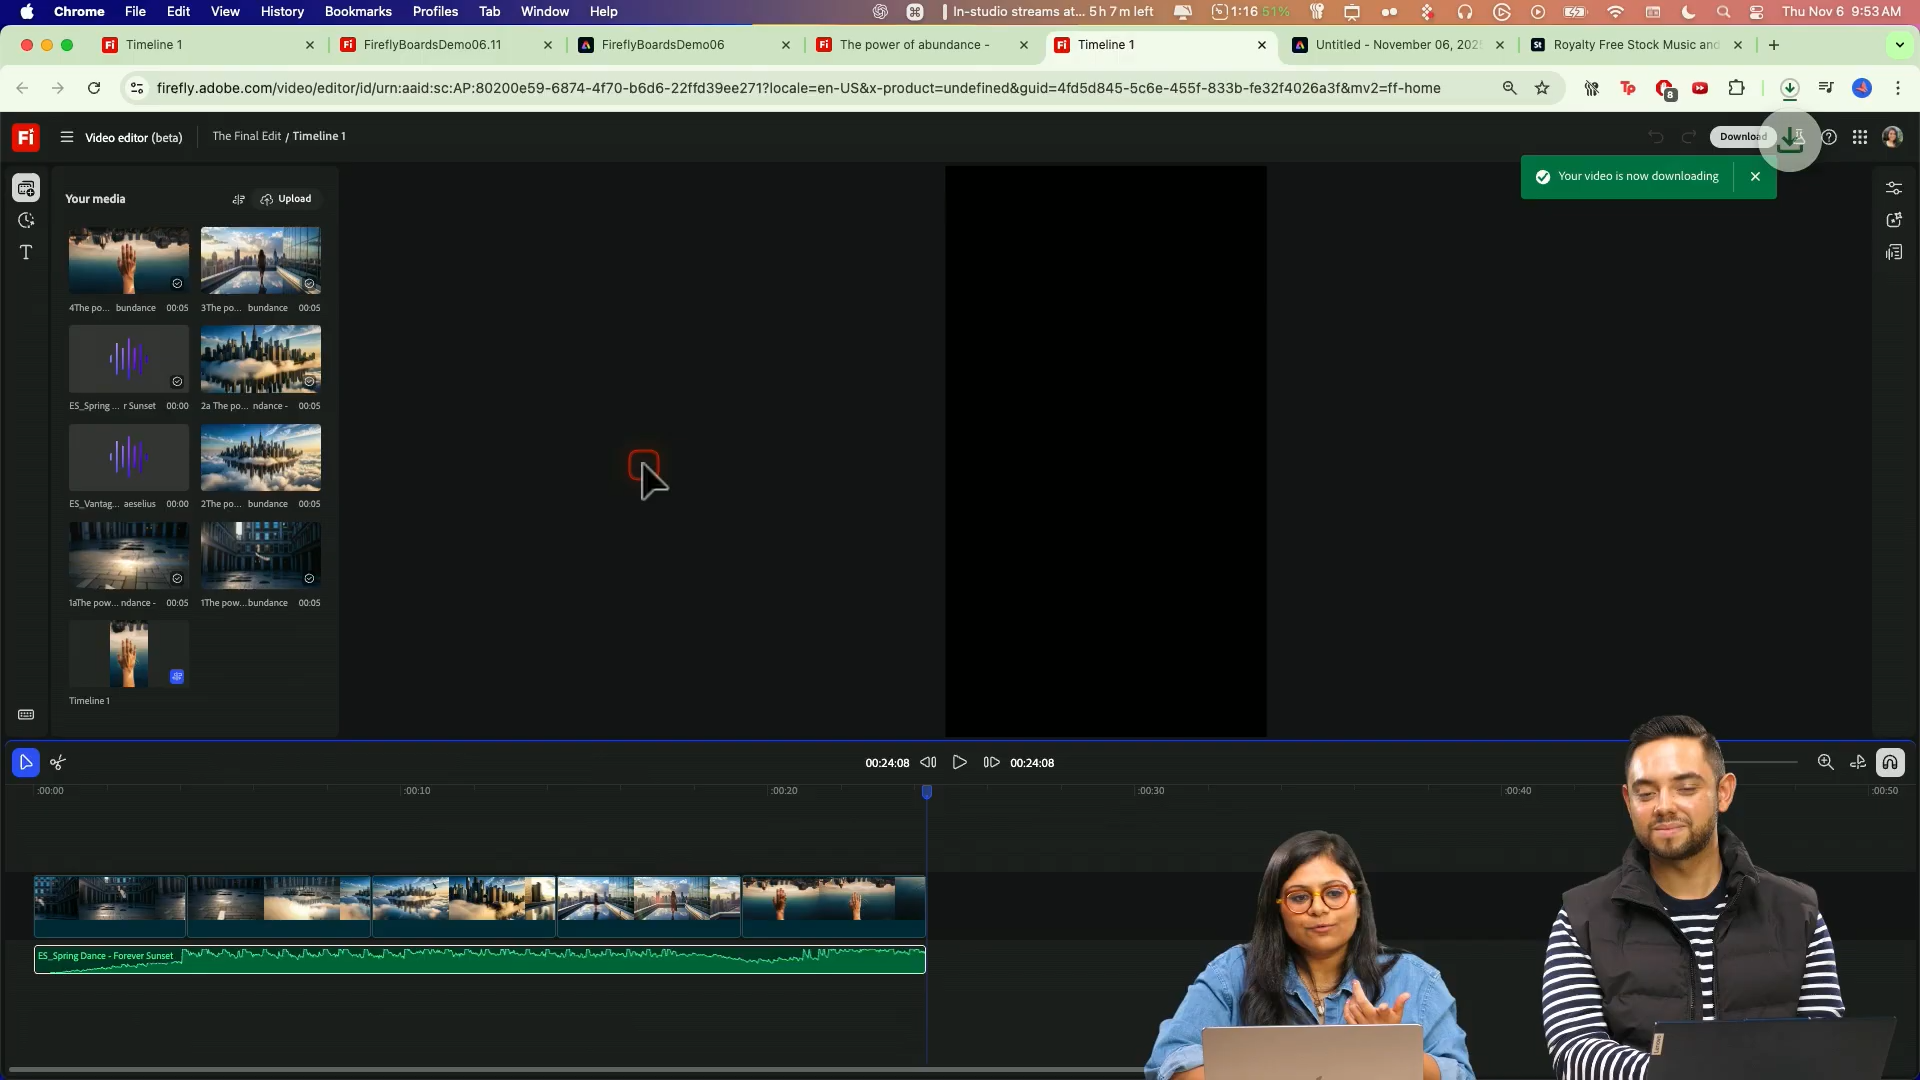 Chrome File Edit View History Bookmarks Profiles Tab Window Help In-studio streams at... 5 h 7 m left 1:16 51% Thu Nov 6 9:53 AM
Timeline 1 FireflyBoardsDemo06.11 FireflyBoardsDemo06 The power of abundance - Timeline 1 Untitled - November 06, 202 Royalty Free Stock Music and
firefly.adobe.com/video/editor/id/urn:aaid:sc:AP:80200e59-6874-4f70-b6d6-22ffd39ee271?locale=en-US&x-product=undefined&guid=4fd5d845-5c6e-455f-833b-fe32f4026a3f&mv2=ff-home
Fi Video editor (beta) The Final Edit / Timeline 1 Download
Your video is now downloading
Your media Upload
4The po... bundance 00:05 3The po... bundance 00:05
ES_Spring ... r Sunset 00:00 2a The po... ndance - 00:05
ES_Vantag... aeselius 00:00 2The po... bundance 00:05
1aThe pow... ndance - 00:05 1The pow...bundance 00:05
Timeline 1
00:24:08 00:24:08
:00:00 :00:10 :00:20 :00:30 :00:40 :00:50
ES_Spring Dance - Forever Sunset
Lenovo